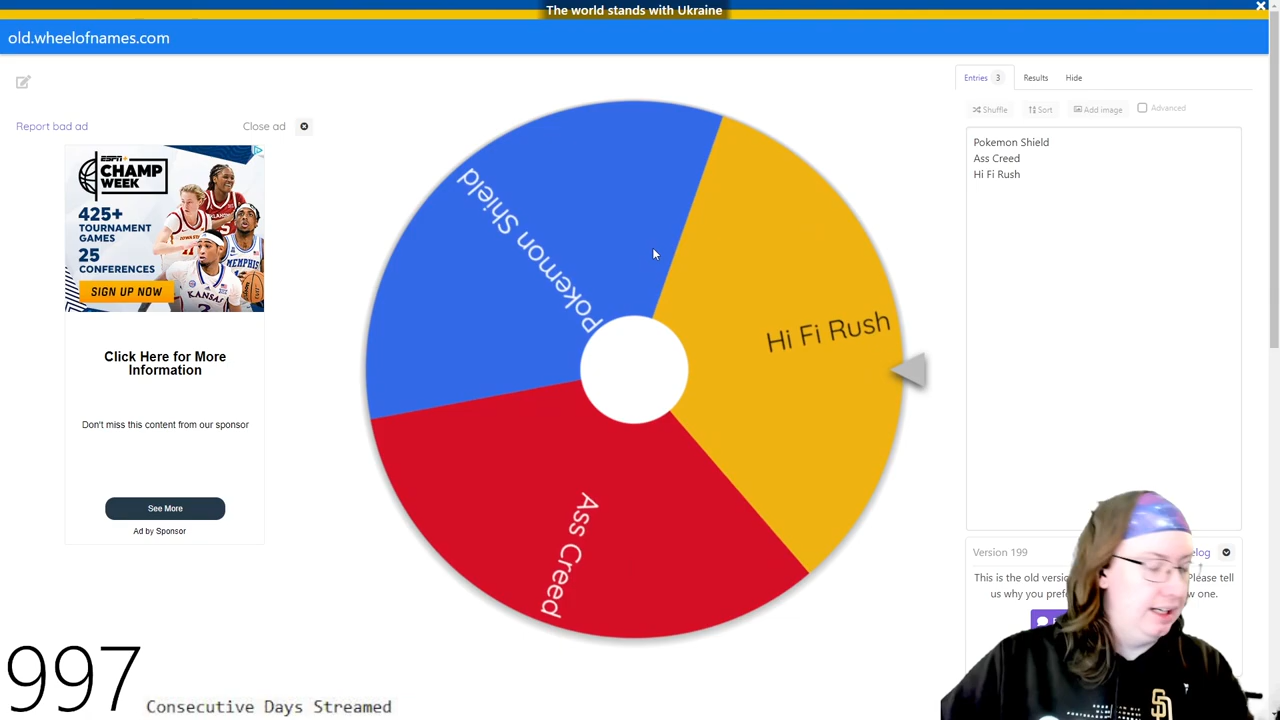 The world stands with Ukraine
old.wheelofnames.com
Entries 3
Results
Hide
Shuffle
Sort
Add image
Advanced
Pokemon Shield
Ass Creed
Hi Fi Rush
Report bad ad
Close ad
ESPN+
CHAMP
WEEK
425+
TOURNAMENT
GAMES
25
CONFERENCES
SIGN UP NOW
KANSAS
MEMPHIS
Click Here for More
Information
Don't miss this content from our sponsor
See More
Ad by Sponsor
Pokemon Shield
Hi Fi Rush
Ass Creed
Version 199
This is the old versi
Please tell
us why you pref
w one.
997
Consecutive Days Streamed
SD